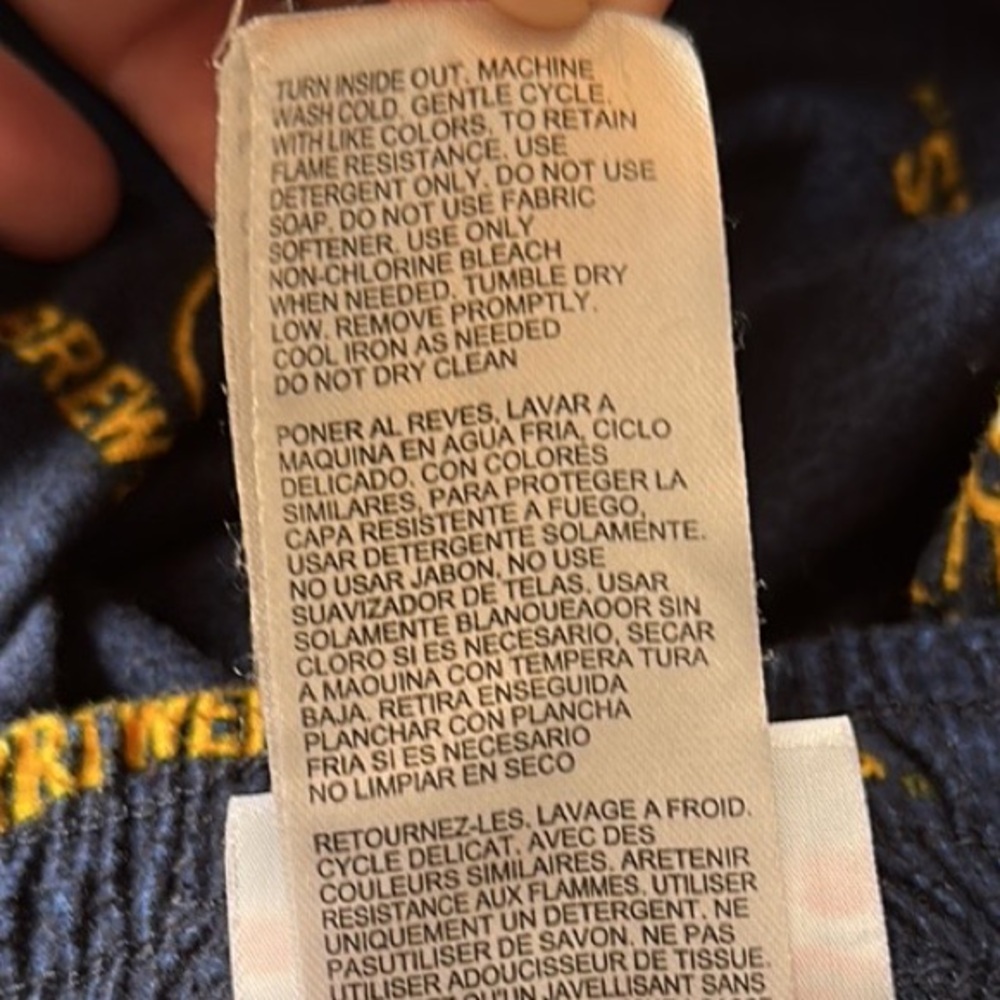 TURN INSIDE OUT. MACHINE
WASH COLD. GENTLE CYCLE.
WITH LIKE COLORS. TO RETAIN
FLAME RESISTANCE. USE
DETERGENT ONLY. DO NOT USE
SOAP. DO NOT USE FABRIC
SOFTENER. USE ONLY
NON-CHLORINE BLEACH
WHEN NEEDED. TUMBLE DRY
LOW. REMOVE PROMPTLY.
COOL IRON AS NEEDED
DO NOT DRY CLEAN
PONER AL REVES, LAVAR A
MAQUINA EN AGUA FRIA, CICLO
DELICADO. CON COLORES
SIMILARES, PARA PROTEGER LA
CAPA RESISTENTE A FUEGO,
USAR DETERGENTE SOLAMENTE.
NO USAR JABON. NO USE
SUAVIZADOR DE TELAS. USAR
SOLAMENTE BLANOUEAOOR SIN
CLORO SI ES NECESARIO, SECAR
A MAOUINA CON TEMPERA TURA
BAJA. RETIRA ENSEGUIDA
PLANCHAR CON PLANCHA
FRIA SI ES NECESARIO
NO LIMPIAR EN SECO
RETOURNEZ-LES. LAVAGE A FROID.
CYCLE DELICAT. AVEC DES
COULEURS SIMILAIRES. ARETENIR
RESISTANCE AUX FLAMMES. UTILISER
UNIQUEMENT UN DETERGENT. NE
PASUTILISER DE SAVON. NE PAS
UTILISER ADOUCISSEUR DE TISSUE.
QU'UN JAVELLISANT SANS